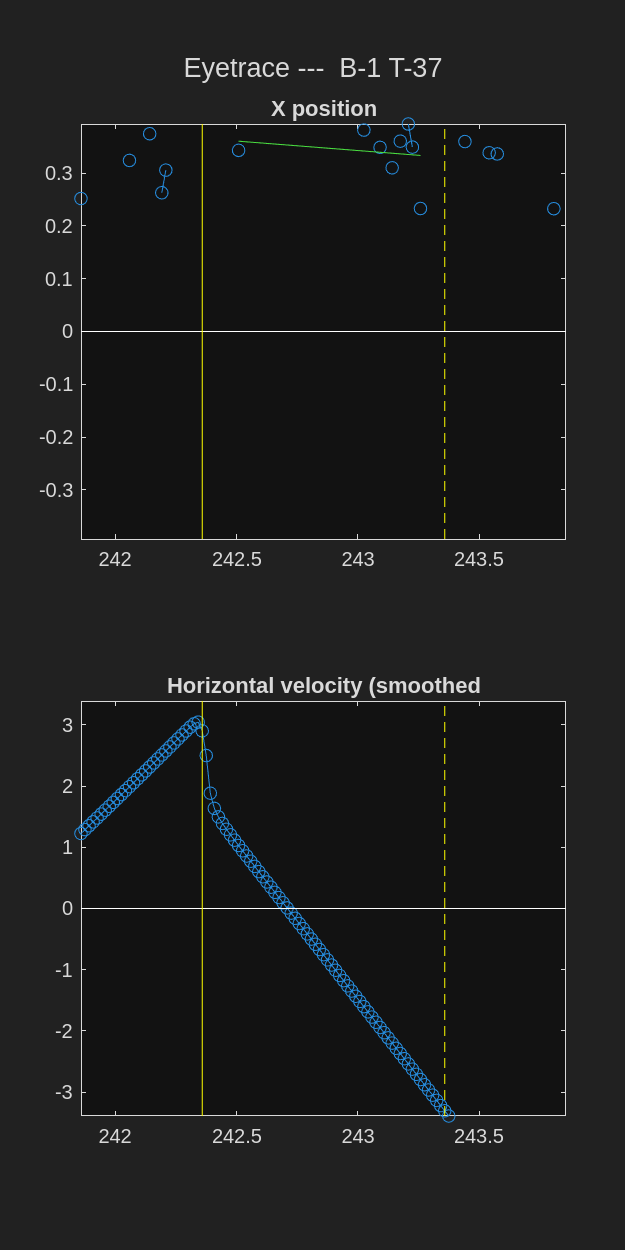 Eyetrace --- B-1 T-37
X position
0.3
0.2
0.1
0
-0.1
-0.2
-0.3
242 242.5 243 243.5
Horizontal velocity (smoothed
3
2
1
0
-1
-2
-3
242 242.5 243 243.5